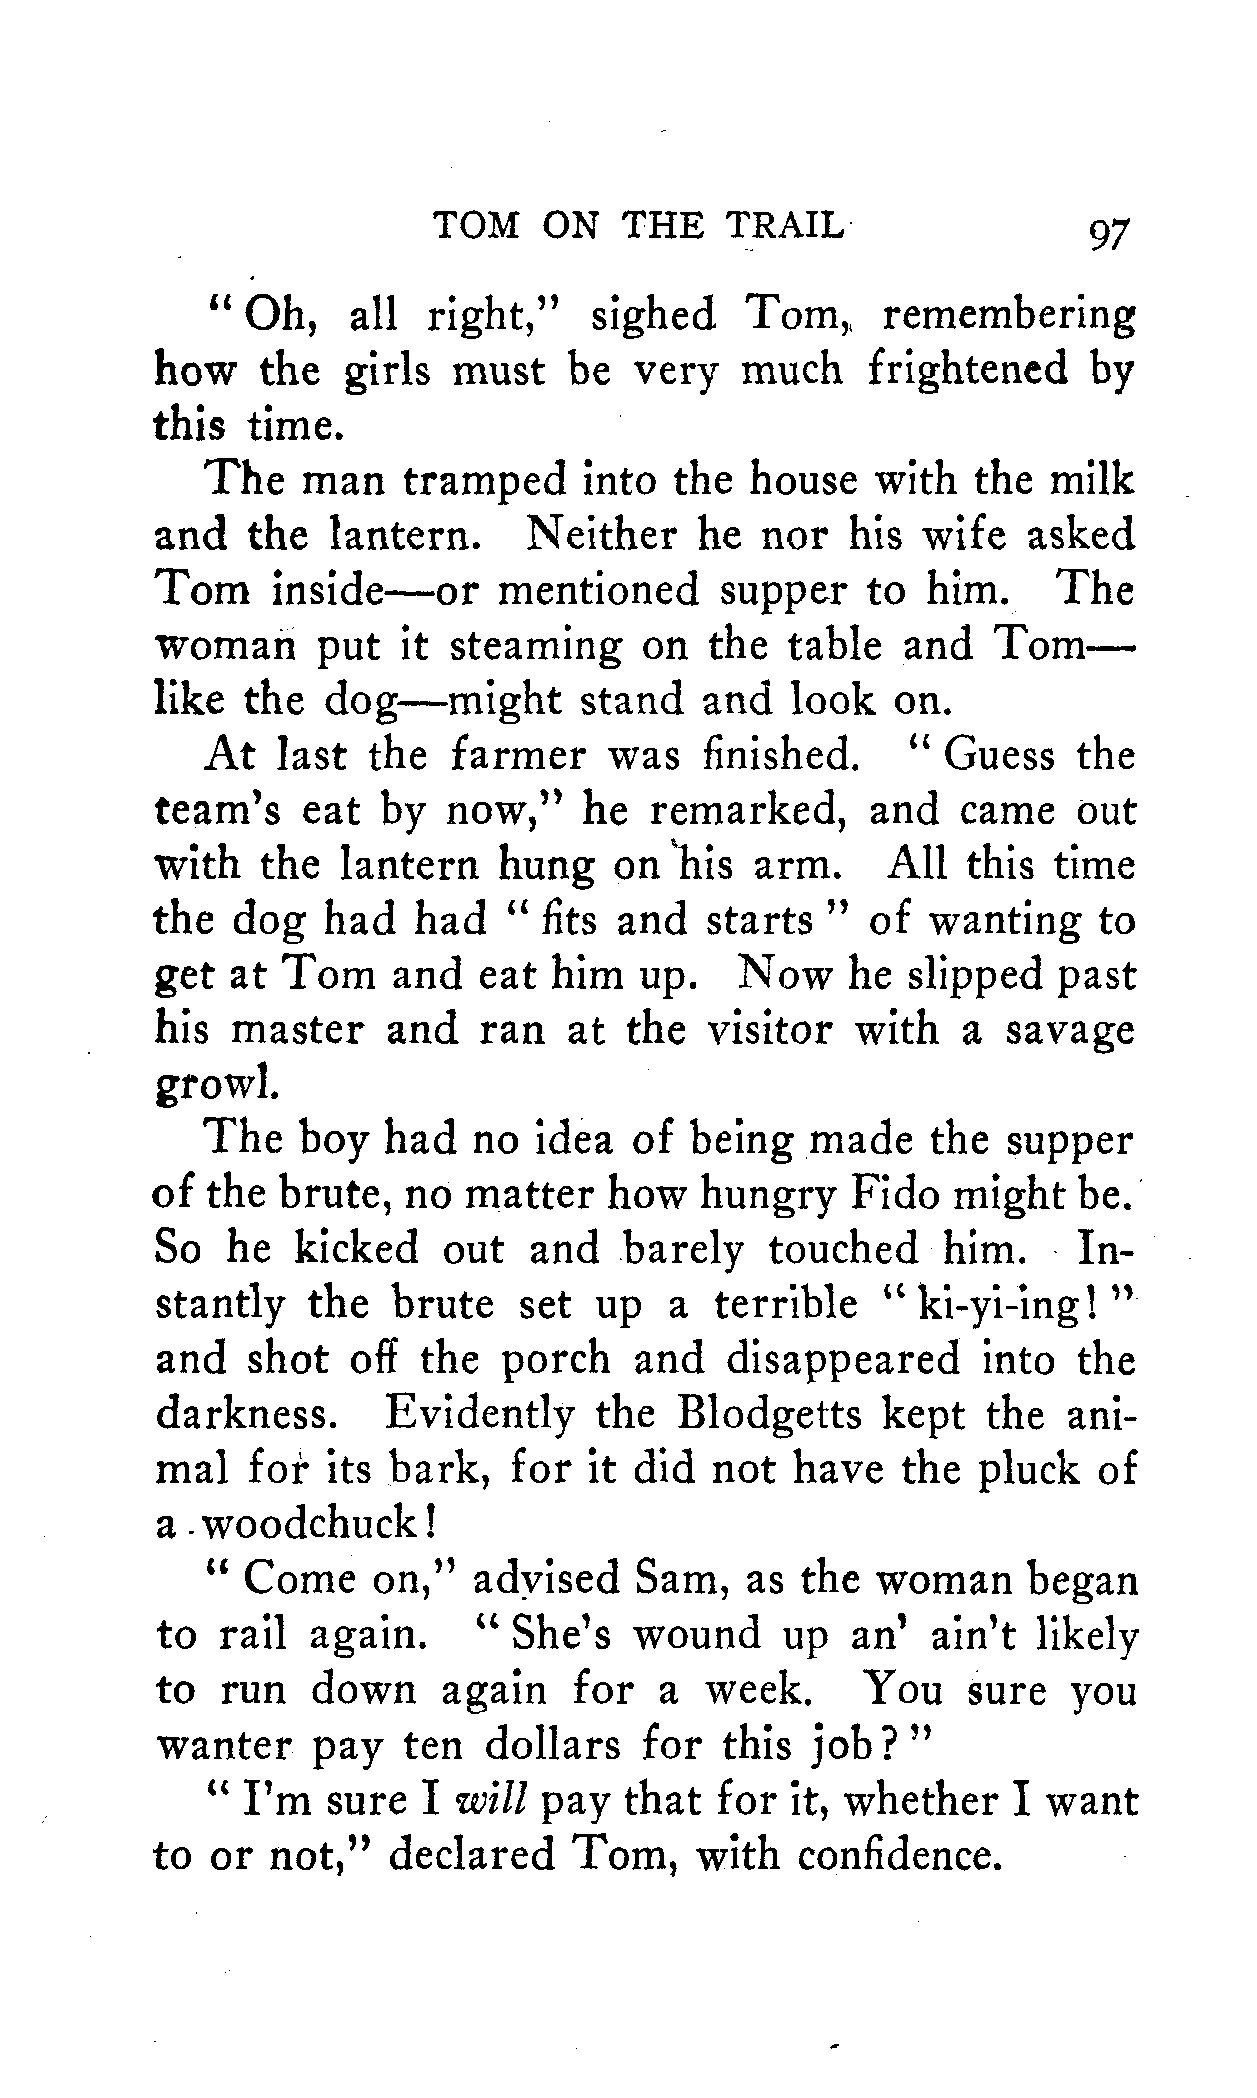 TOM ON THE TRAIL 97
" Oh, all right," sighed Tom, remembering
how the girls must be very much frightened by
this time.
The man tramped into the house with the milk
and the lantern. Neither he nor his wife asked
Tom inside—or mentioned supper to him. The
woman put it steaming on the table and Tom—
like the dog—might stand and look on.
At last the farmer was finished. " Guess the
team's eat by now," he remarked, and came out
with the lantern hung on his arm. All this time
the dog had had " fits and starts " of wanting to
get at Tom and eat him up. Now he slipped past
his master and ran at the visitor with a savage
growl.
The boy had no idea of being made the supper
of the brute, no matter how hungry Fido might be.
So he kicked out and barely touched him. In-
stantly the brute set up a terrible " ki-yi-ing! "
and shot off the porch and disappeared into the
darkness. Evidently the Blodgetts kept the ani-
mal for its bark, for it did not have the pluck of
a woodchuck!
" Come on," advised Sam, as the woman began
to rail again. " She's wound up an' ain't likely
to run down again for a week. You sure you
wanter pay ten dollars for this job? "
" I'm sure I will pay that for it, whether I want
to or not," declared Tom, with confidence.